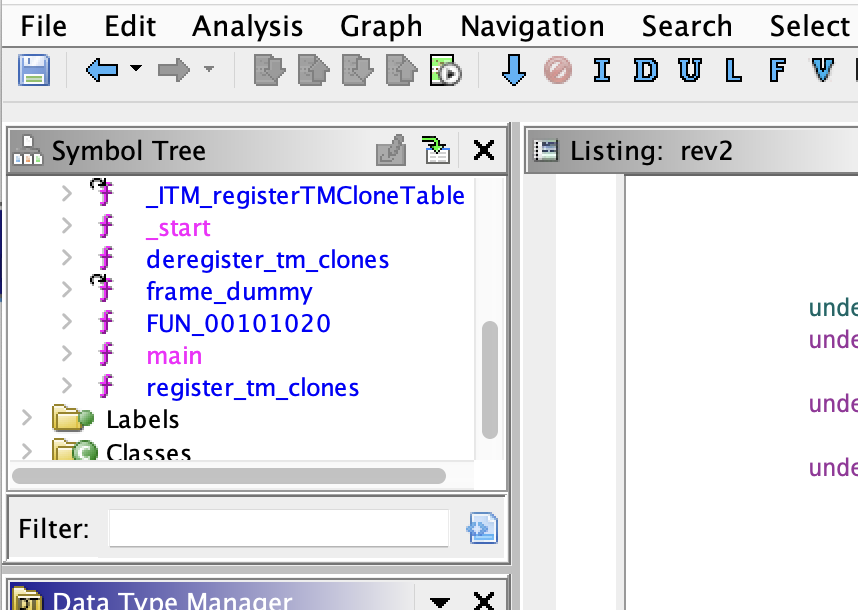 File Edit Analysis Graph Navigation Search Select
I D U L F V
Symbol Tree
Listing: rev2
_ITM_registerTMCloneTable
_start
deregister_tm_clones
frame_dummy
FUN_00101020
main
register_tm_clones
Labels
Classes
Filter:
Data Type Manager
unde
unde
unde
unde